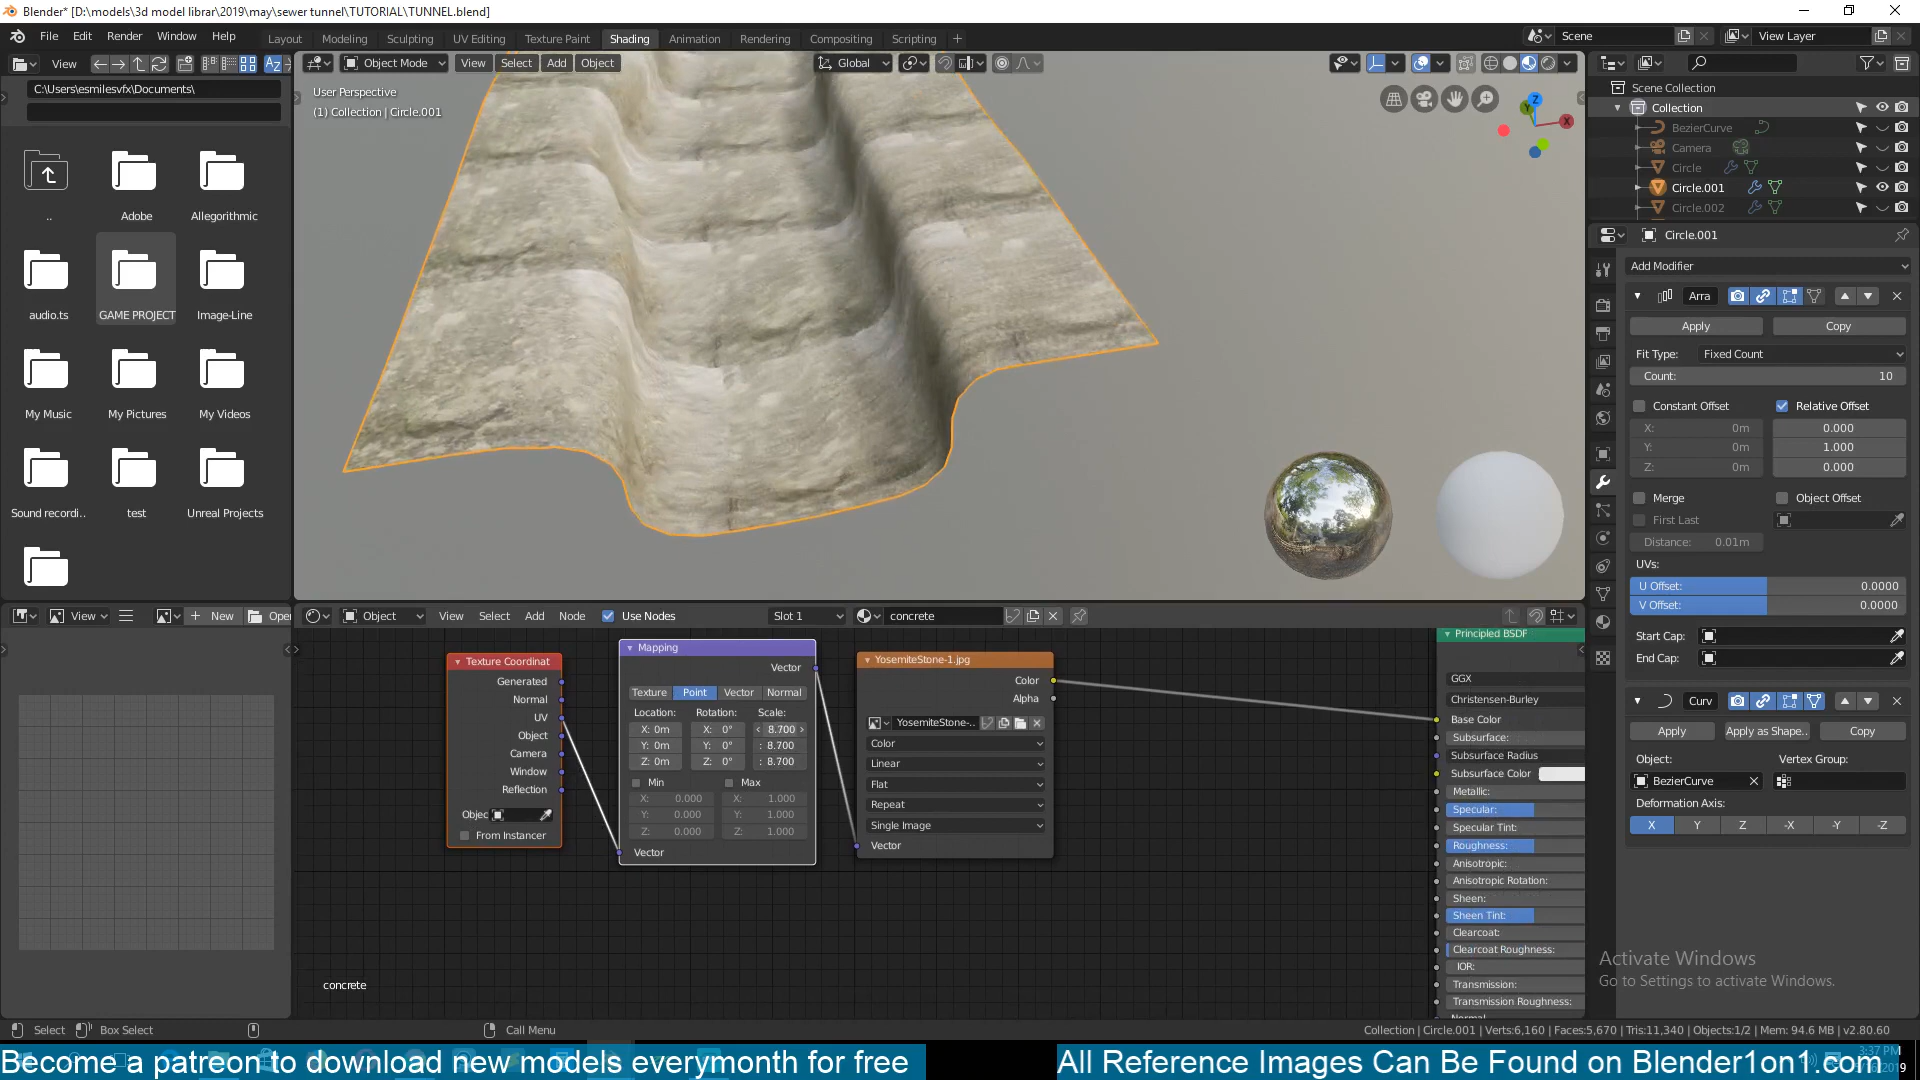 Blender* [D:\models\3d model librar\2019\may\sewer tunnel\TUTORIAL\TUNNEL.blend]
File Edit Render Window Help
Layout Modeling Sculpting UV Editing Texture Paint Shading Animation Rendering Compositing Scripting
Scene
View Layer
View
C:\Users\esmilesvfx\Documents\
..
Adobe
Allegorithmic
audio.ts
GAME PROJECT
Image-Line
My Music
My Pictures
My Videos
Sound recordi..
test
Unreal Projects
Object Mode View Select Add Object
Global
User Perspective
(1) Collection | Circle.001
Z
Y
X
Scene Collection
Collection
BezierCurve
Camera
Circle
Circle.001
Circle.002
Circle.001
Add Modifier
Arra
Apply Copy
Fit Type: Fixed Count
Count: 10
Constant Offset Relative Offset
X: 0m 0.000
Y: 0m 1.000
Z: 0m 0.000
Merge Object Offset
First Last
Distance: 0.01m
UVs:
U Offset: 0.0000
V Offset: 0.0000
Start Cap:
End Cap:
Curv
Apply Apply as Shape.. Copy
Object: Vertex Group:
BezierCurve
Deformation Axis:
X Y Z -X -Y -Z
View
New
Open
Object View Select Add Node Use Nodes
Slot 1
concrete
Texture Coordinat
Generated
Normal
UV
Object
Camera
Window
Reflection
Objec
From Instancer
Mapping
Vector
Texture Point Vector Normal
Location: Rotation: Scale:
X: 0m X: 0° 8.700
Y: 0m Y: 0° : 8.700
Z: 0m Z: 0° : 8.700
Min Max
X: 0.000 X: 1.000
Y: 0.000 Y: 1.000
Z: 0.000 Z: 1.000
Vector
YosemiteStone-1.jpg
Color
Alpha
YosemiteStone-..
Color
Linear
Flat
Repeat
Single Image
Vector
Principled BSDF
GGX
Christensen-Burley
Base Color
Subsurface:
Subsurface Radius
Subsurface Color
Metallic:
Specular:
Specular Tint:
Roughness:
Anisotropic:
Anisotropic Rotation:
Sheen:
Sheen Tint:
Clearcoat:
Clearcoat Roughness:
IOR:
Transmission:
Transmission Roughness:
Normal
concrete
Activate Windows
Go to Settings to activate Windows.
Select Box Select Call Menu
Collection | Circle.001 | Verts:6,160 | Faces:5,670 | Tris:11,340 | Objects:1/2 | Mem: 94.6 MB | v2.80.60
Become a patreon to download new models everymonth for free
All Reference Images Can Be Found on Blender1on1.com
3:37 PM